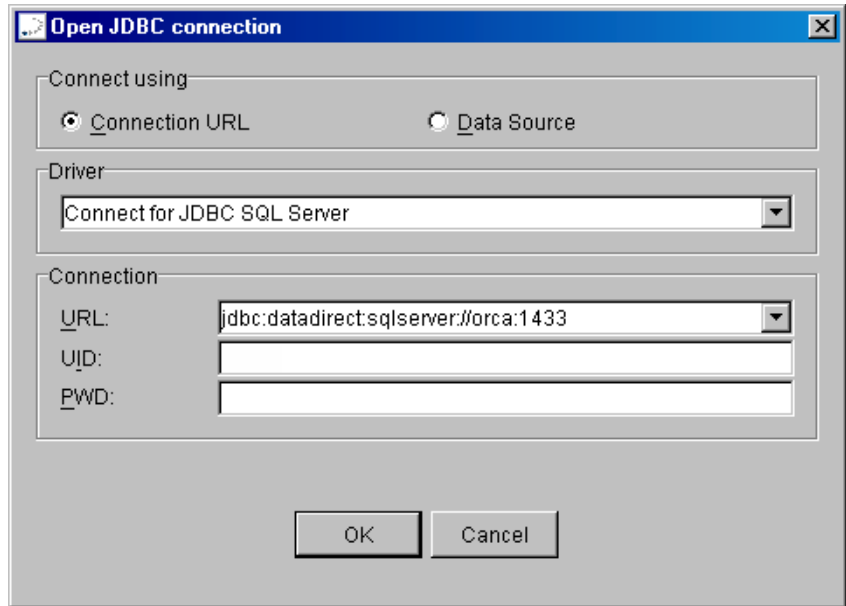 Open JDBC connection
Connect using
Connection URL
Data Source
Driver
Connect for JDBC SQL Server
Connection
URL:
jdbc:datadirect:sqlserver://orca:1433
UID:
PWD:
OK
Cancel